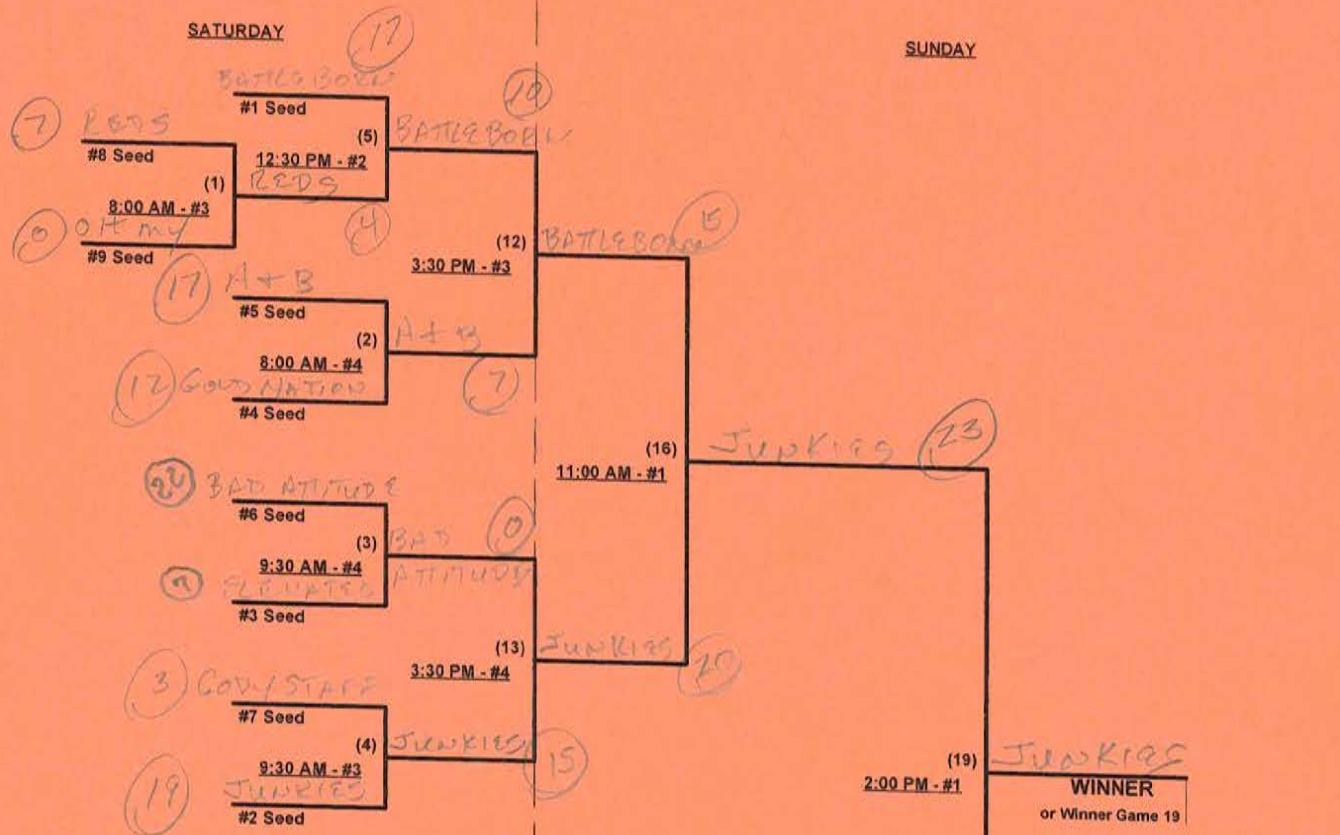 SATURDAY
SUNDAY
17
BATTLE BORN
#1 Seed
10
7 REDS
#8 Seed
(5) BATTLEBORN
12:30 PM - #2
(1) REDS
8:00 AM - #3
0 OH MY
#9 Seed
4
(12) BATTLEBORN 15
3:30 PM - #3
17 A + B
#5 Seed
(2) A + B
8:00 AM - #4
7
12 GOLD NATION
#4 Seed
(16) JUNKIES 23
11:00 AM - #1
22 BAD ATTITUDE
#6 Seed
(3) BAD ATTITUDE 0
9:30 AM - #4
ELEVATED
#3 Seed
(13) JUNKIES
3:30 PM - #4
3
#7 Seed
(4) JUNKIES 15
9:30 AM - #3
19 JUNKIES
#2 Seed
(19) JUNKIES
2:00 PM - #1
WINNER
or Winner Game 19